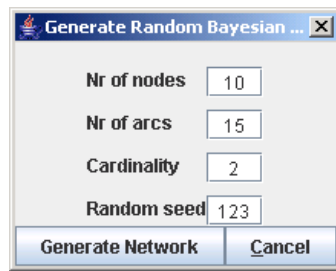 Generate Random Bayesian ...
Nr of nodes 10
Nr of arcs 15
Cardinality 2
Random seed 123
Generate Network Cancel